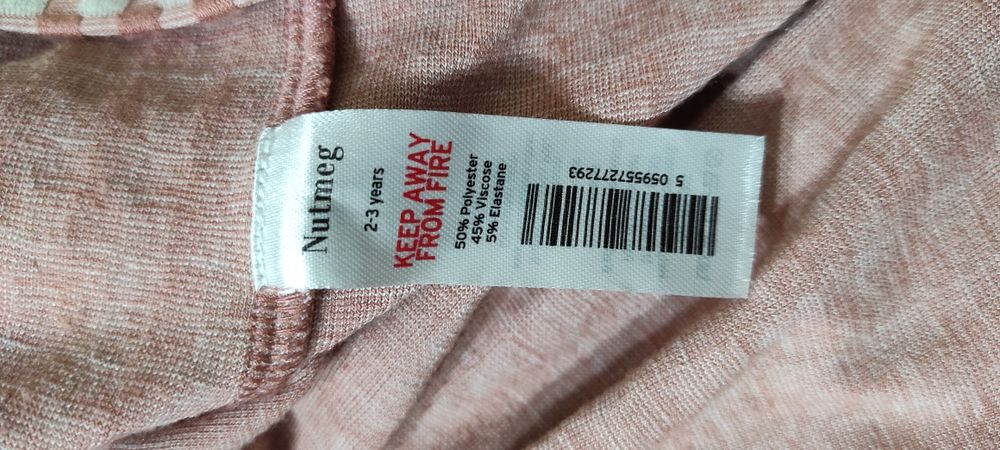 Nutmeg
2-3 years
KEEP AWAY
FROM FIRE
50% Polyester
45% Viscose
5% Elastane
5 059557277293